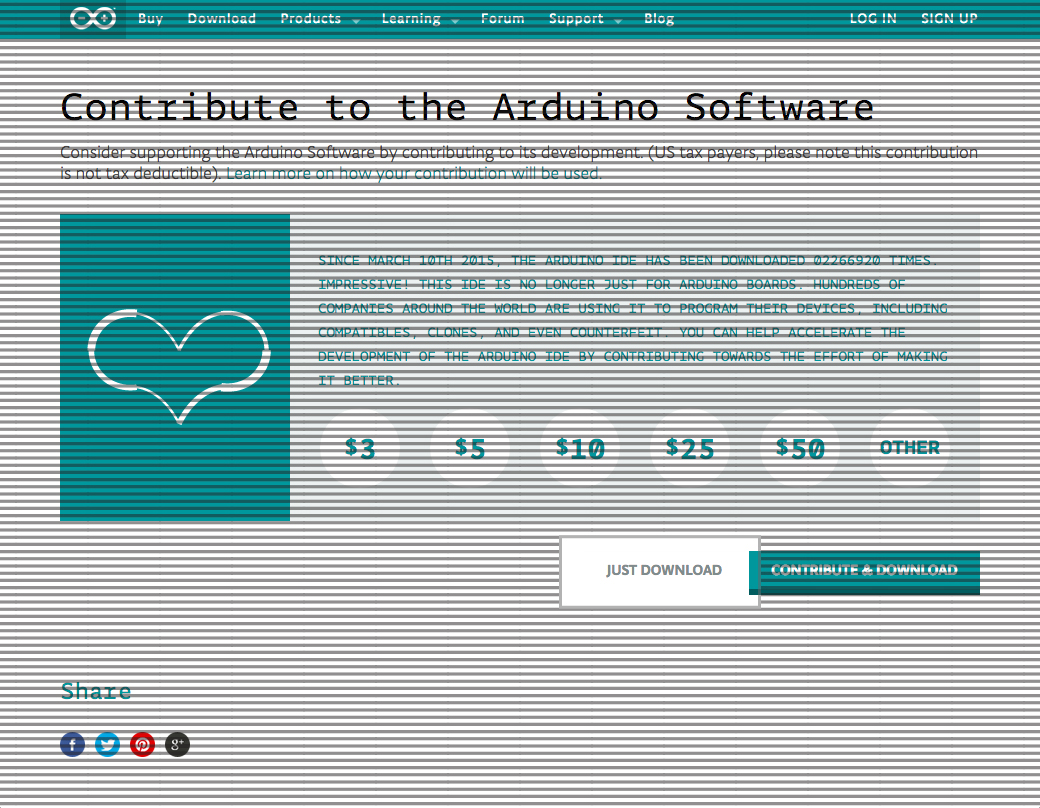 Buy Download Products Learning Forum Support Blog LOG IN SIGN UP
Contribute to the Arduino Software
Consider supporting the Arduino Software by contributing to its development. (US tax payers, please note this contribution
is not tax deductible). Learn more on how your contribution will be used.
SINCE MARCH 10TH 2015, THE ARDUINO IDE HAS BEEN DOWNLOADED 02266920 TIMES.
IMPRESSIVE! THIS IDE IS NO LONGER JUST FOR ARDUINO BOARDS. HUNDREDS OF
COMPANIES AROUND THE WORLD ARE USING IT TO PROGRAM THEIR DEVICES, INCLUDING
COMPATIBLES, CLONES, AND EVEN COUNTERFEIT. YOU CAN HELP ACCELERATE THE
DEVELOPMENT OF THE ARDUINO IDE BY CONTRIBUTING TOWARDS THE EFFORT OF MAKING
IT BETTER.
$3 $5 $10 $25 $50 OTHER
JUST DOWNLOAD CONTRIBUTE & DOWNLOAD
Share